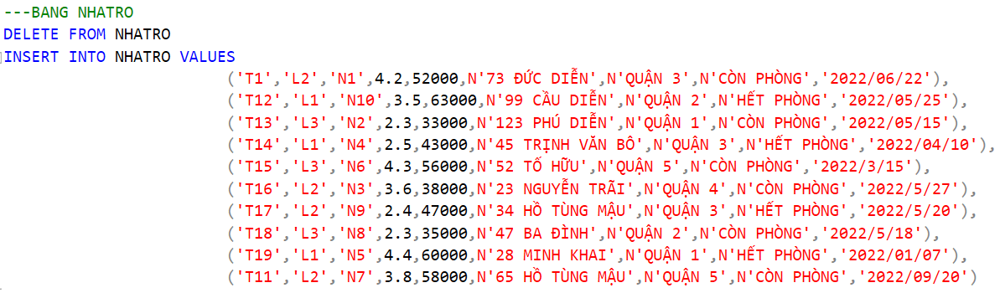 ---BANG NHATRO
DELETE FROM NHATRO
INSERT INTO NHATRO VALUES
('T1','L2','N1',4.2,52000,N'73 ĐỨC DIỄN',N'QUẬN 3',N'CÒN PHÒNG','2022/06/22'),
('T12','L1','N10',3.5,63000,N'99 CẦU DIỄN',N'QUẬN 2',N'HẾT PHÒNG','2022/05/25'),
('T13','L3','N2',2.3,33000,N'123 PHÚ DIỄN',N'QUẬN 1',N'CÒN PHÒNG','2022/05/15'),
('T14','L1','N4',2.5,43000,N'45 TRỊNH VĂN BÔ',N'QUẬN 3',N'HẾT PHÒNG','2022/04/10'),
('T15','L3','N6',4.3,56000,N'52 TỐ HỮU',N'QUẬN 5',N'CÒN PHÒNG','2022/3/15'),
('T16','L2','N3',3.6,38000,N'23 NGUYỄN TRÃI',N'QUẬN 4',N'CÒN PHÒNG','2022/5/27'),
('T17','L2','N9',2.4,47000,N'34 HỒ TÙNG MẬU',N'QUẬN 3',N'HẾT PHÒNG','2022/5/20'),
('T18','L3','N8',2.3,35000,N'47 BA ĐÌNH',N'QUẬN 2',N'CÒN PHÒNG','2022/5/18'),
('T19','L1','N5',4.4,60000,N'28 MINH KHAI',N'QUẬN 1',N'HẾT PHÒNG','2022/01/07'),
('T11','L2','N7',3.8,58000,N'65 HỒ TÙNG MẬU',N'QUẬN 5',N'CÒN PHÒNG','2022/09/20')